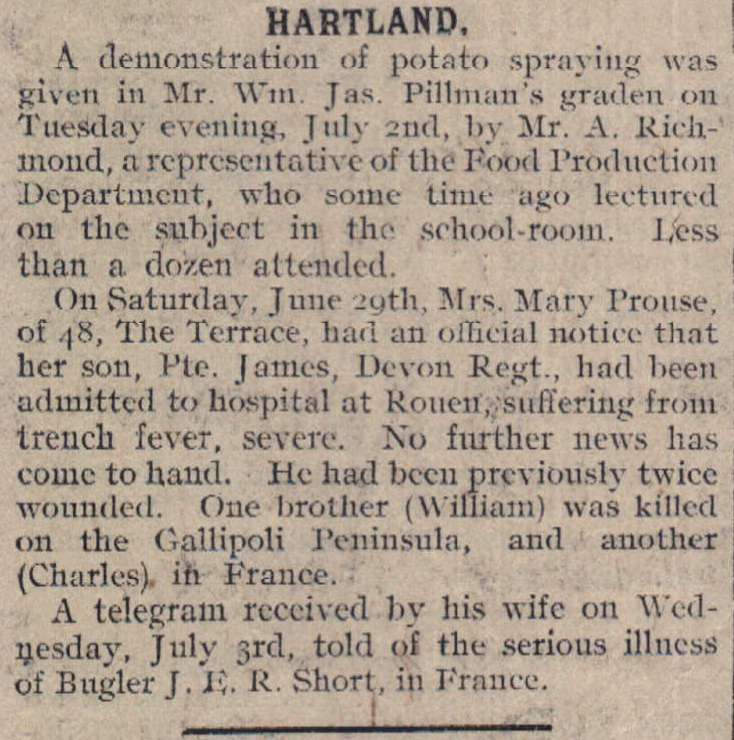 HARTLAND.
A demonstration of potato spraying was
given in Mr. Wm. Jas. Pillman's graden on
Tuesday evening, July 2nd, by Mr. A. Rich-
mond, a representative of the Food Production
Department, who some time ago lectured
on the subject in the school-room. Less
than a dozen attended.
On Saturday, June 29th, Mrs. Mary Prouse,
of 48, The Terrace, had an official notice that
her son, Pte. James, Devon Regt., had been
admitted to hospital at Rouen, suffering from
trench fever, severe. No further news has
come to hand. He had been previously twice
wounded. One brother (William) was killed
on the Gallipoli Peninsula, and another
(Charles) in France.
A telegram received by his wife on Wed-
nesday, July 3rd, told of the serious illness
of Bugler J. E. R. Short, in France.